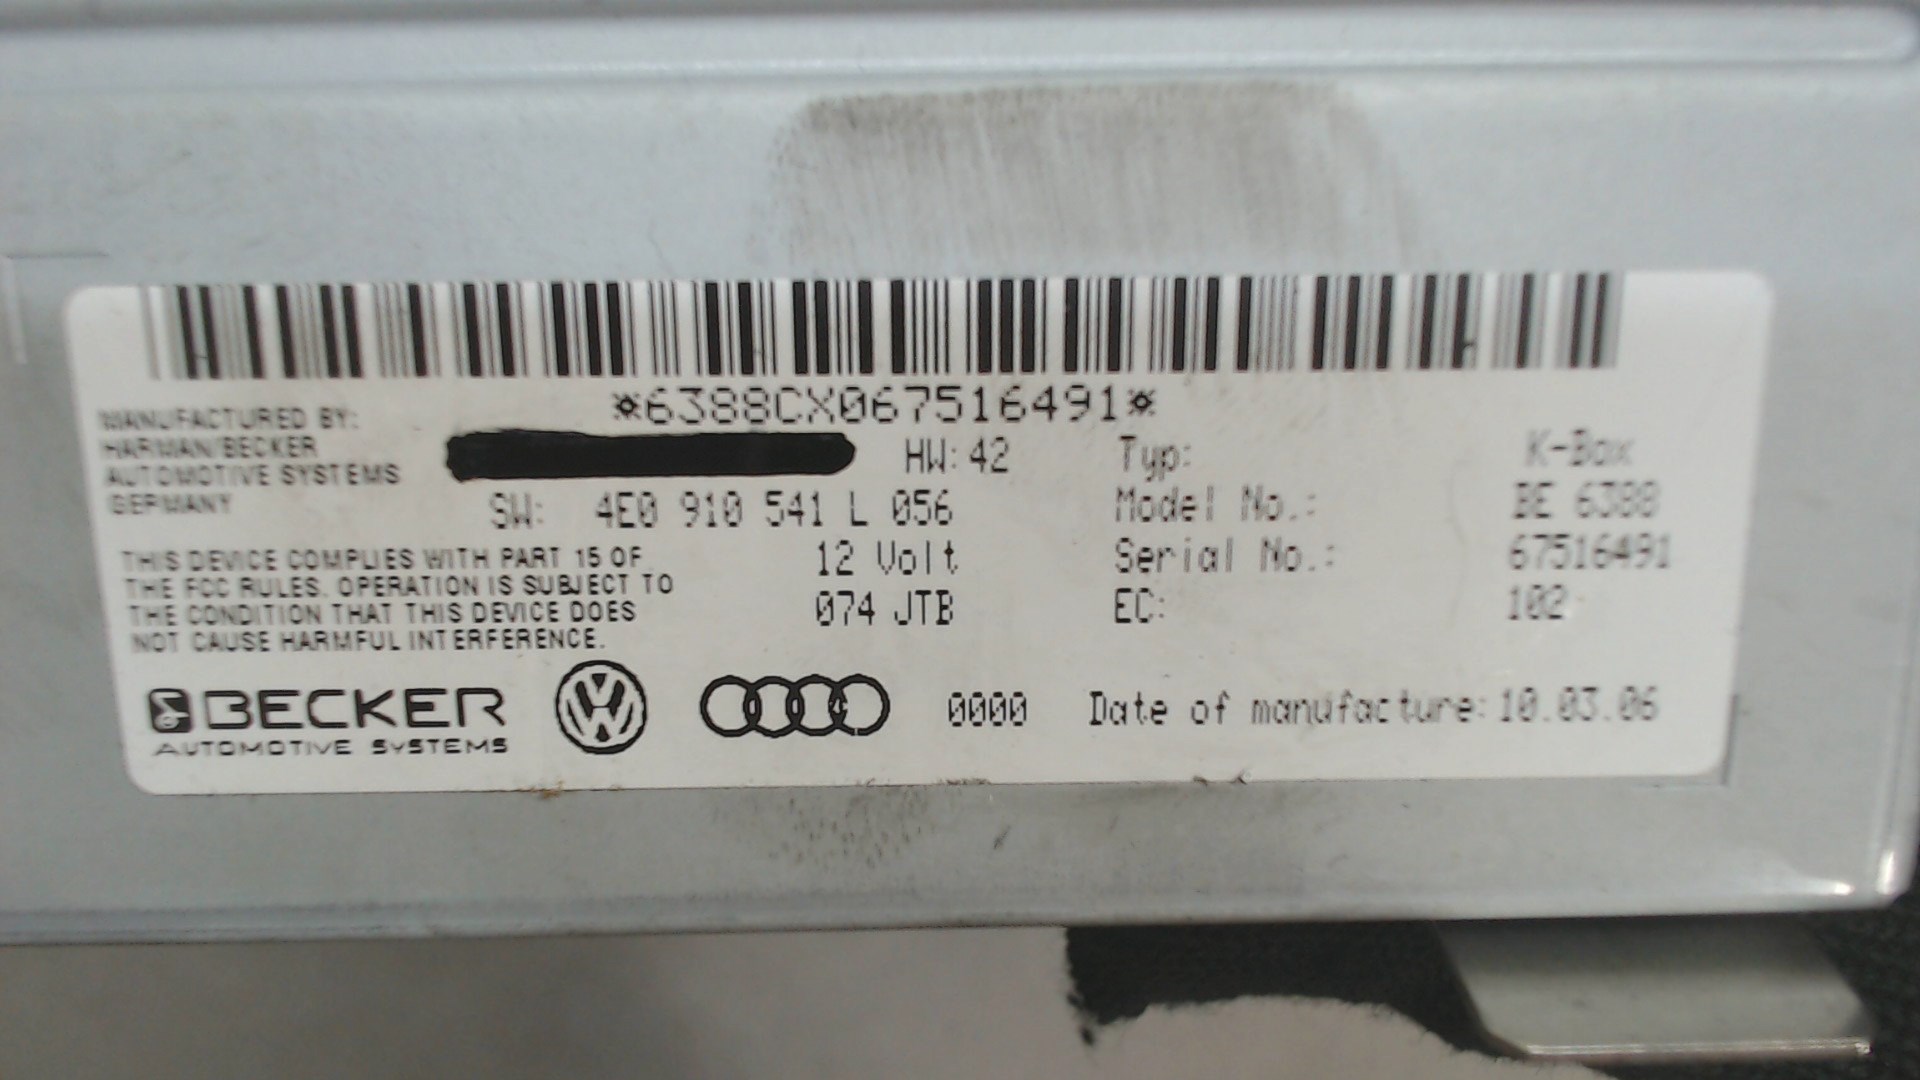 *6388CX067516491*
MANUFACTURED BY:
HARMAN/BECKER
AUTOMOTIVE SYSTEMS
GERMANY
HW: 42
SW: 4E0 910 541 L 056
12 Volt
074 JTB
Typ: K-Box
Model No.: BE 6388
Serial No.: 67516491
EC: 102
THIS DEVICE COMPLIES WITH PART 15 OF
THE FCC RULES. OPERATION IS SUBJECT TO
THE CONDITION THAT THIS DEVICE DOES
NOT CAUSE HARMFUL INTERFERENCE.
BECKER
AUTOMOTIVE SYSTEMS
0000
Date of manufacture: 10.03.06